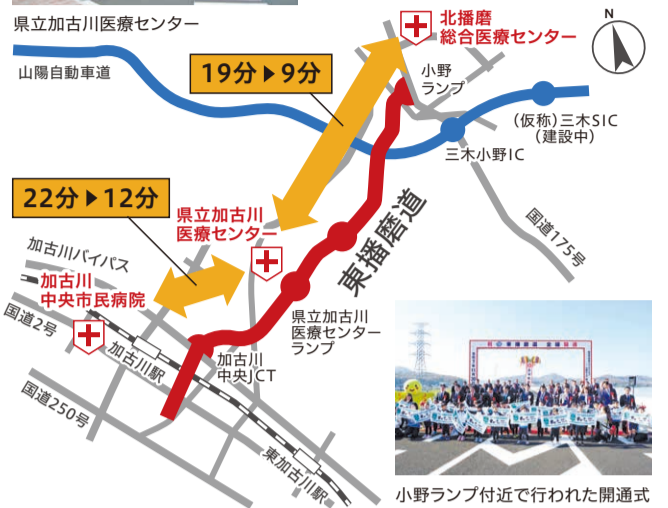 県立加古川医療センター
山陽自動車道
19分▶9分
北播磨
総合医療センター
小野
ランプ
N
(仮称)三木SIC
(建設中)
三木小野IC
国道175号
22分▶12分
県立加古川
医療センター
東播磨道
加古川バイパス
加古川
中央市民病院
国道2号
加古川駅
国道250号
加古川
中央JCT
県立加古川
医療センター
ランプ
東加古川駅
小野ランプ付近で行われた開通式